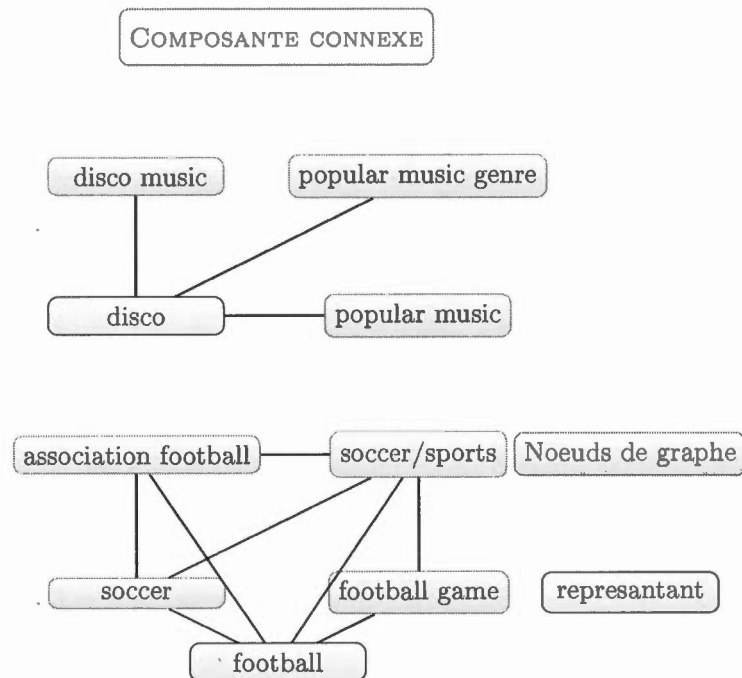 COMPOSANTE CONNEXE
disco music
popular music genre
disco
popular music
association football
soccer/sports
Noeuds de graphe
soccer
football game
represantant
football